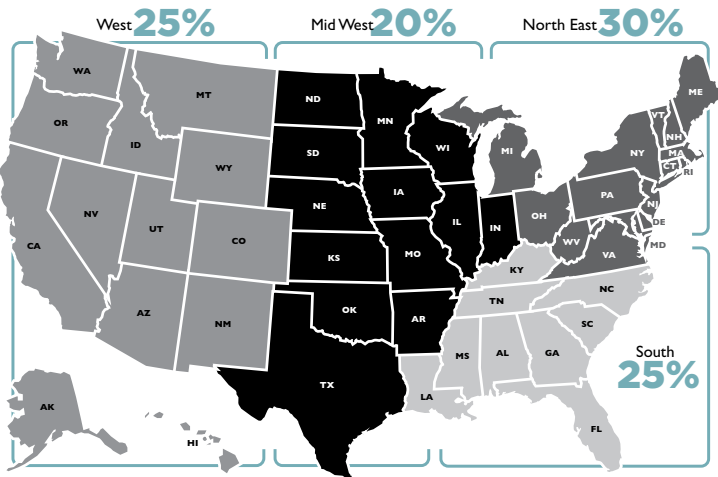 West 25%
Mid West 20%
North East 30%
WA
MT
ND
MN
ME
VT
NH
OR
ID
SD
WI
MI
NY
MA
CT
RI
WY
NE
IA
PA
NJ
NV
UT
CO
IL
IN
OH
DE
MD
CA
KS
MO
WV
VA
KY
AZ
NM
OK
AR
TN
NC
SC
MS
AL
GA
South
25%
TX
LA
AK
FL
HI